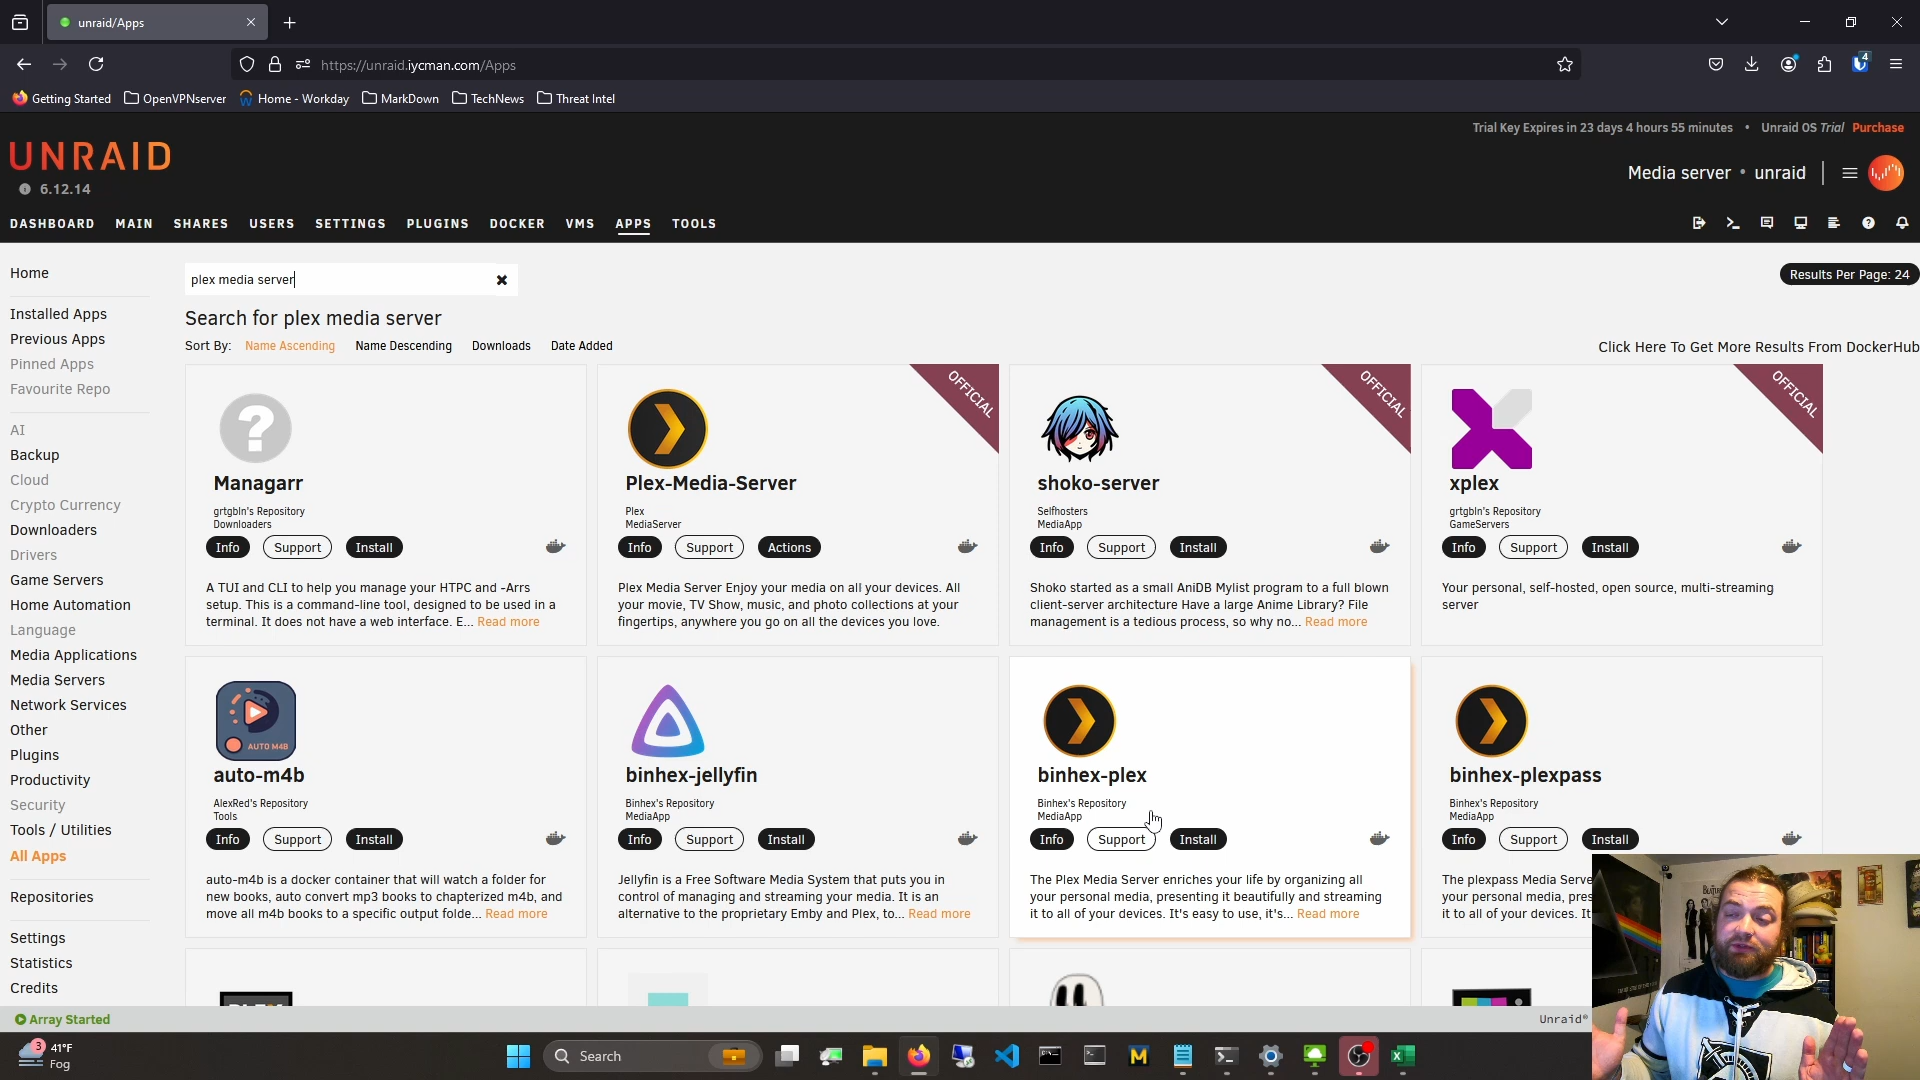 unraid/Apps
https://unraid.iycman.com/Apps
4
Getting Started
OpenVPNserver
Home - Workday
MarkDown
TechNews
Threat Intel
Trial Key Expires in 23 days 4 hours 55 minutes • Unraid OS Trial Purchase
UNRAID
6.12.14
Media server • unraid
DASHBOARD MAIN SHARES USERS SETTINGS PLUGINS DOCKER VMS APPS TOOLS
Home
Installed Apps
Previous Apps
Pinned Apps
Favourite Repo
AI
Backup
Cloud
Crypto Currency
Downloaders
Drivers
Game Servers
Home Automation
Language
Media Applications
Media Servers
Network Services
Other
Plugins
Productivity
Security
Tools / Utilities
All Apps
Repositories
Settings
Statistics
Credits
plex media server
Results Per Page: 24
Search for plex media server
Sort By: Name Ascending Name Descending Downloads Date Added
Click Here To Get More Results From DockerHub
Managarr
grtgbln's Repository
Downloaders
Info Support Install
A TUI and CLI to help you manage your HTPC and -Arrs
setup. This is a command-line tool, designed to be used in a
terminal. It does not have a web interface. E... Read more
OFFICIAL
Plex-Media-Server
Plex
MediaServer
Info Support Actions
Plex Media Server Enjoy your media on all your devices. All
your movie, TV Show, music, and photo collections at your
fingertips, anywhere you go on all the devices you love.
OFFICIAL
shoko-server
Selfhosters
MediaApp
Info Support Install
Shoko started as a small AniDB Mylist program to a full blown
client-server architecture Have a large Anime Library? File
management is a tedious process, so why no... Read more
OFFICIAL
xplex
grtgbln's Repository
GameServers
Info Support Install
Your personal, self-hosted, open source, multi-streaming
server
AUTO M4B
auto-m4b
AlexRed's Repository
Tools
Info Support Install
auto-m4b is a docker container that will watch a folder for
new books, auto convert mp3 books to chapterized m4b, and
move all m4b books to a specific output folde... Read more
binhex-jellyfin
Binhex's Repository
MediaApp
Info Support Install
Jellyfin is a Free Software Media System that puts you in
control of managing and streaming your media. It is an
alternative to the proprietary Emby and Plex, to... Read more
binhex-plex
Binhex's Repository
MediaApp
Info Support Install
The Plex Media Server enriches your life by organizing all
your personal media, presenting it beautifully and streaming
it to all of your devices. It's easy to use, it's... Read more
binhex-plexpass
Binhex's Repository
MediaApp
Info Support Install
The plexpass Media Serve
your personal media, pres
it to all of your devices. It
Array Started
Unraid®
3
41°F
Fog
Search